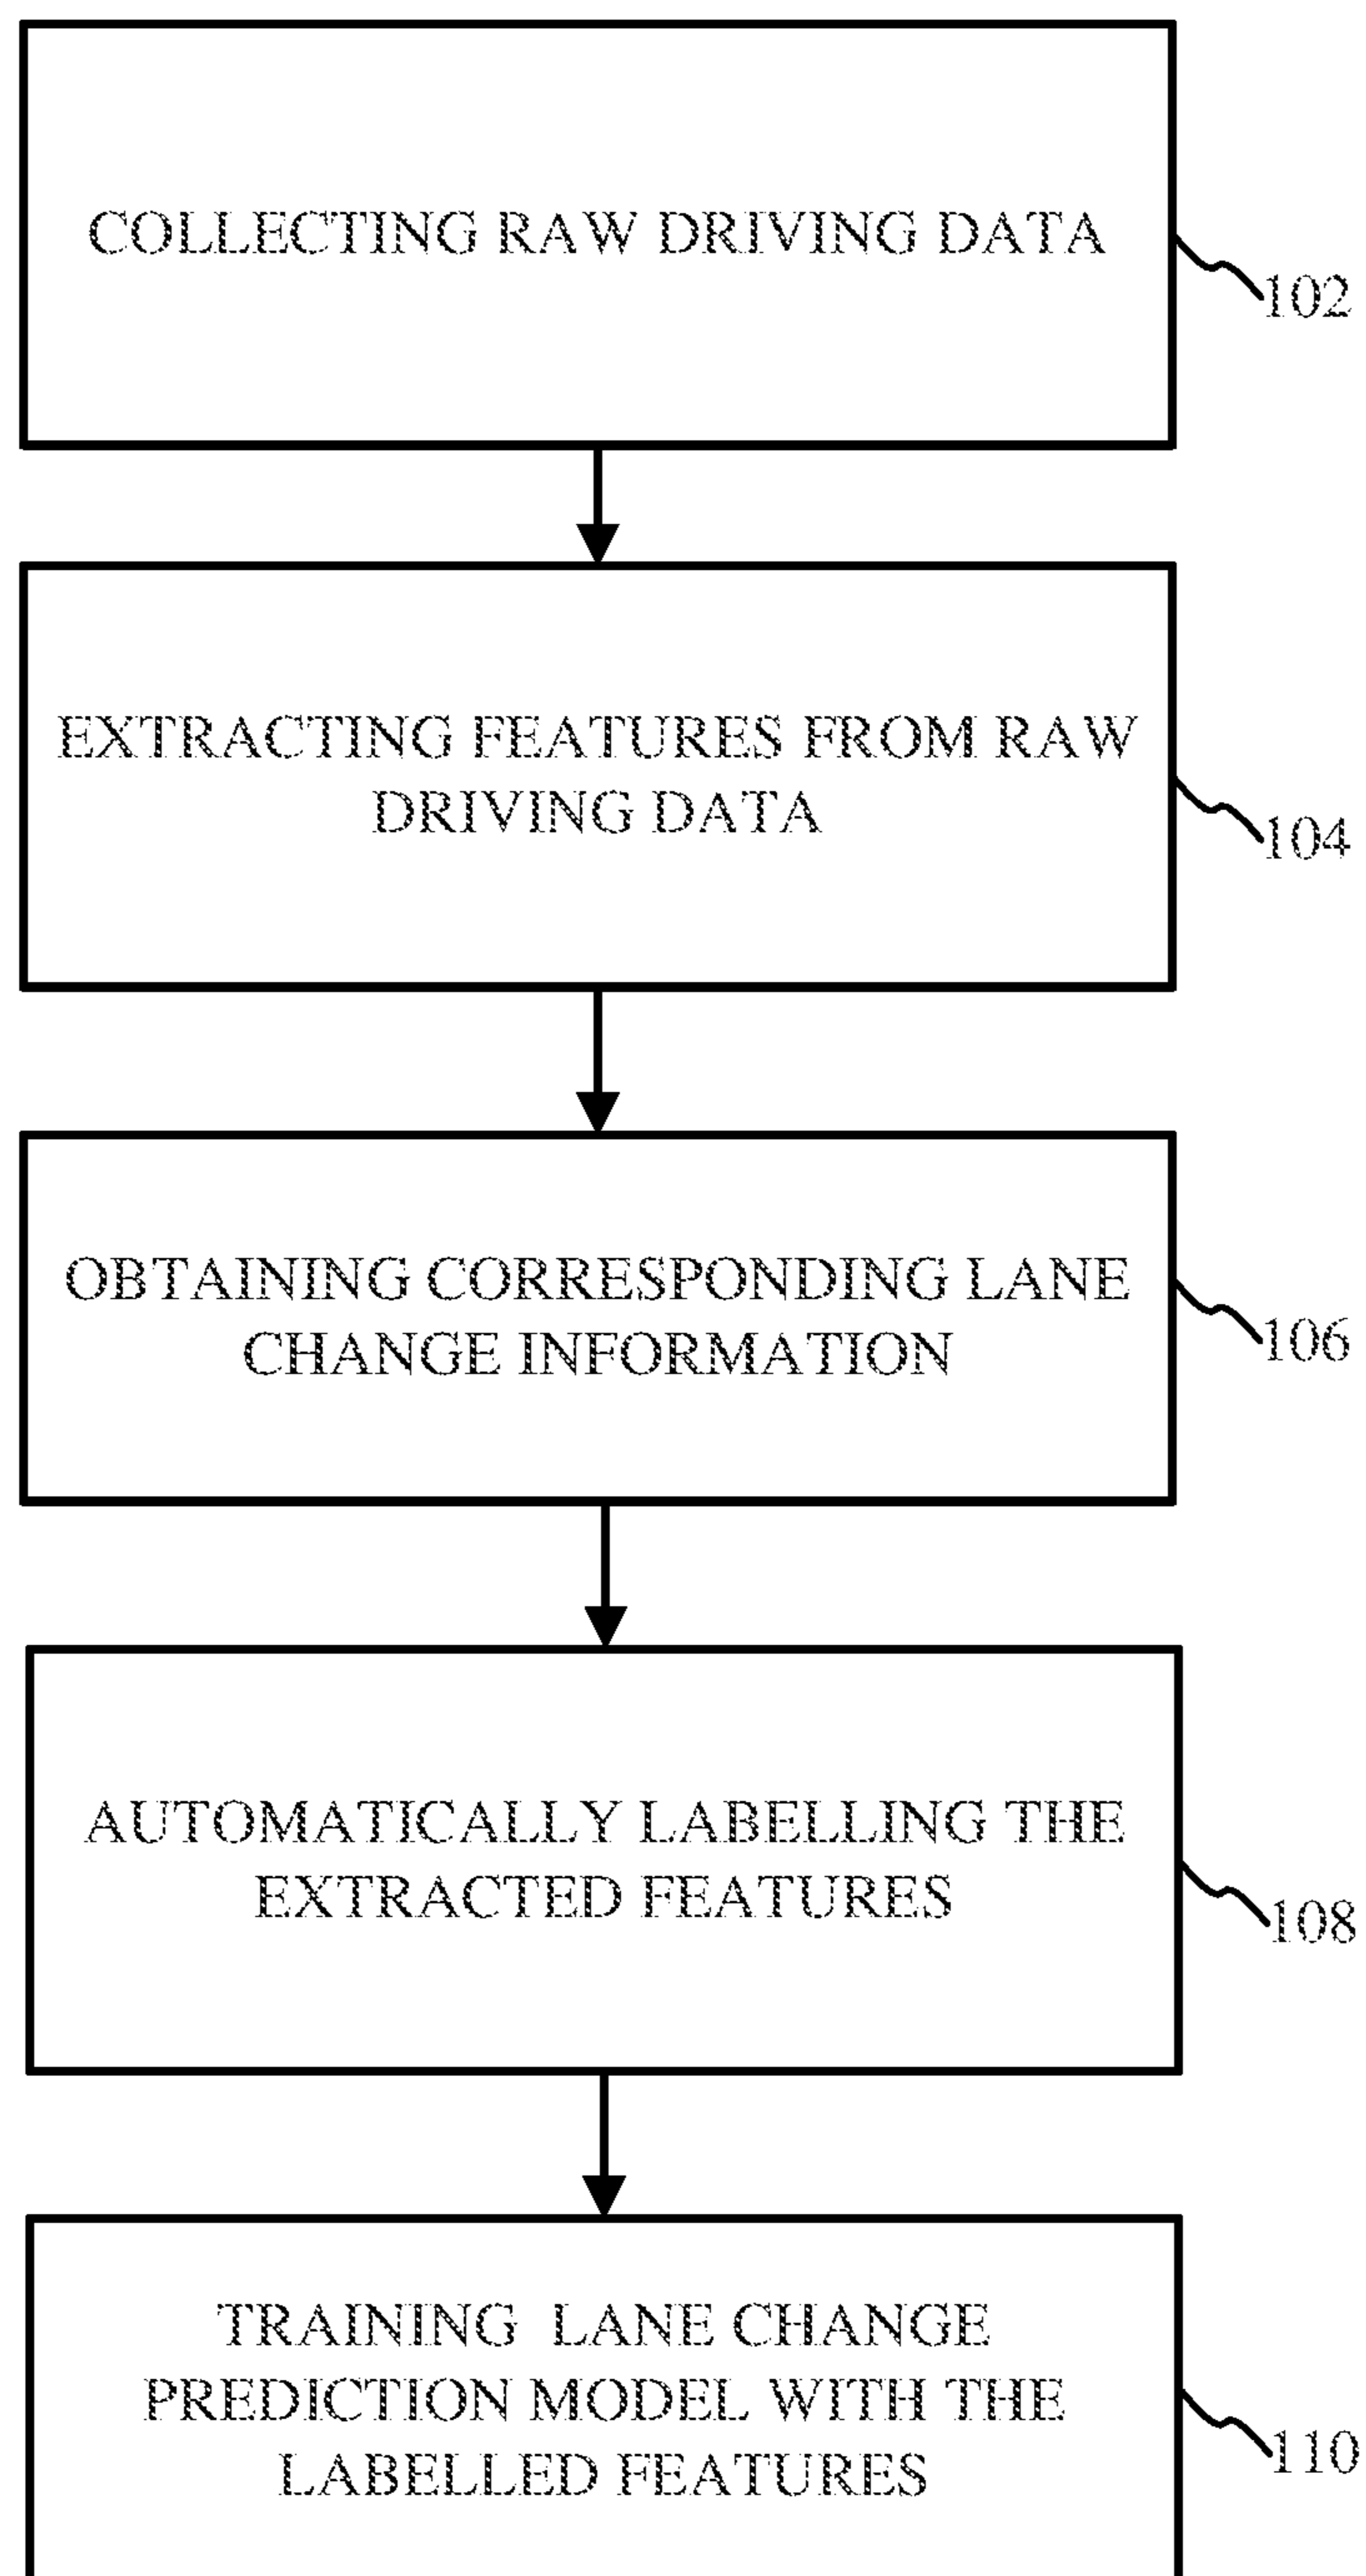 COLLECTING RAW DRIVING DATA
102
EXTRACTING FEATURES FROM RAW
DRIVING DATA
104
OBTAINING CORRESPONDING LANE
CHANGE INFORMATION
106
AUTOMATICALLY LABELLING THE
EXTRACTED FEATURES
108
TRAINING LANE CHANGE
PREDICTION MODEL WITH THE
LABELLED FEATURES
110